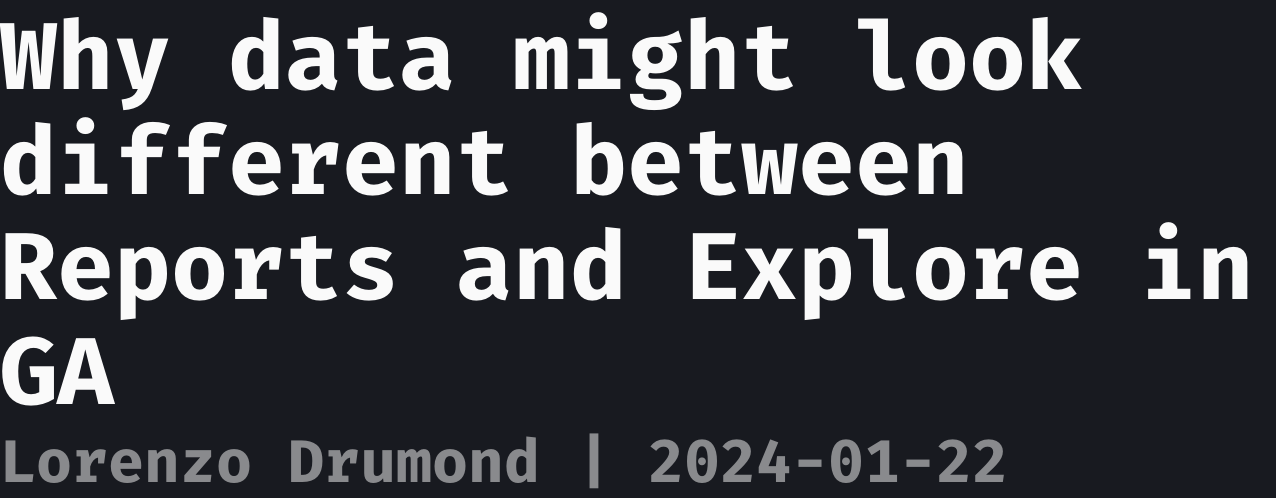 Why data might look
different between
Reports and Explore in
GA
Lorenzo Drumond | 2024-01-22